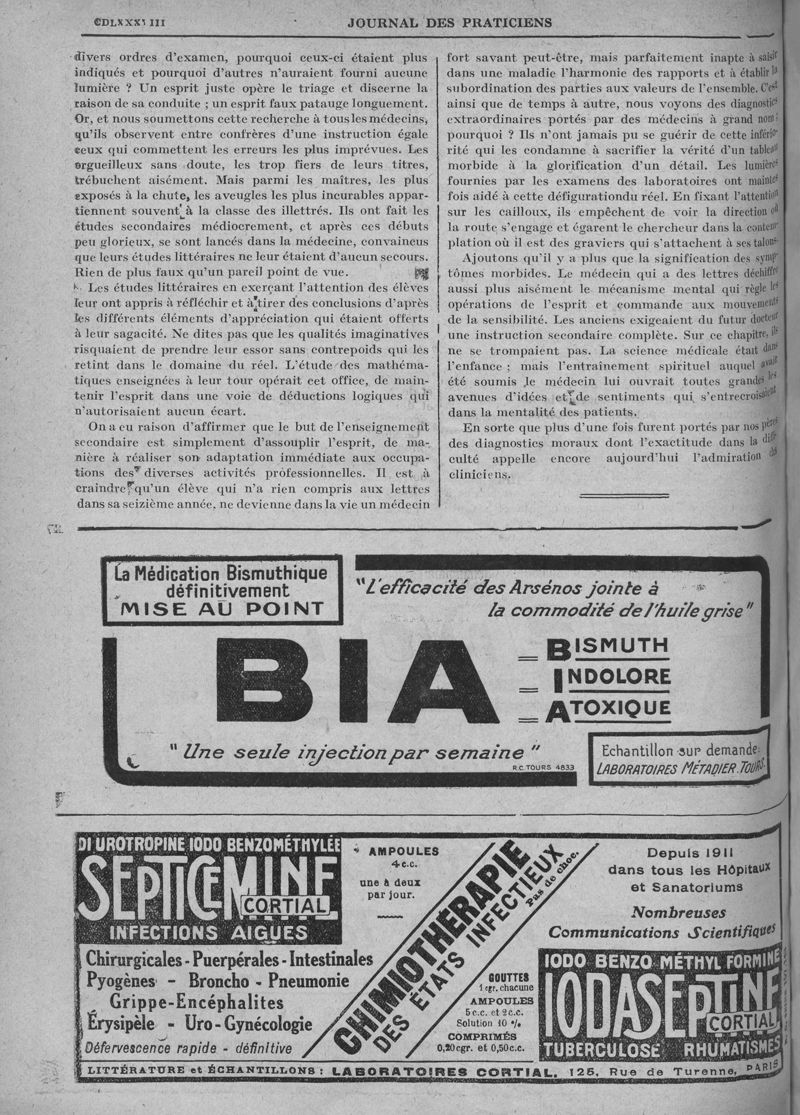 CDLXXXVIII
JOURNAL DES PRATICIENS
divers ordres d'examen, pourquoi ceux-ci étaient plus
indiqués et pourquoi d'autres n'auraient fourni aucune
lumière ? Un esprit juste opère le triage et discerne la
raison de sa conduite ; un esprit faux patauge longuement.
Or, et nous soumettons cette recherche à tous les médecins,
qu'ils observent entre confrères d'une instruction égale
ceux qui commettent les erreurs les plus imprévues. Les
orgueilleux sans doute, les trop fiers de leurs titres,
trébuchent aisément. Mais parmi les maîtres, les plus
exposés à la chute, les aveugles les plus incurables appar-
tiennent souvent à la classe des illettrés. Ils ont fait les
études secondaires médiocrement, et après ces débuts
peu glorieux, se sont lancés dans la médecine, convaincus
que leurs études littéraires ne leur étaient d'aucun secours.
Rien de plus faux qu'un pareil point de vue.
Les études littéraires en exerçant l'attention des élèves
leur ont appris à réfléchir et à tirer des conclusions d'après
les différents éléments d'appréciation qui étaient offerts
à leur sagacité. Ne dites pas que les qualités imaginatives
risquaient de prendre leur essor sans contrepoids qui les
retint dans le domaine du réel. L'étude des mathéma-
tiques enseignées à leur tour opérait cet office, de main-
tenir l'esprit dans une voie de déductions logiques qui
n'autorisaient aucun écart.
On a eu raison d'affirmer que le but de l'enseignement
secondaire est simplement d'assouplir l'esprit, de ma-
nière à réaliser son adaptation immédiate aux occupa-
tions des diverses activités professionnelles. Il est à
craindre qu'un élève qui n'a rien compris aux lettres
dans sa seizième année, ne devienne dans la vie un médecin
fort savant peut-être, mais parfaitement inapte à saisir
dans une maladie l'harmonie des rapports et à établir la
subordination des parties aux valeurs de l'ensemble. C'est
ainsi que de temps à autre, nous voyons des diagnostics
extraordinaires portés par des médecins à grand nom :
pourquoi ? Ils n'ont jamais pu se guérir de cette infério-
rité qui les condamne à sacrifier la vérité d'un tableau
morbide à la glorification d'un détail. Les lumières
fournies par les examens des laboratoires ont maintes
fois aidé à cette défiguration du réel. En fixant l'attention
sur les cailloux, ils empêchent de voir la direction où
la route s'engage et égarent le chercheur dans la contem-
plation où il est des graviers qui s'attachent à ses talons.
Ajoutons qu'il y a plus que la signification des symp-
tômes morbides. Le médecin qui a des lettres déchiffre
aussi plus aisément le mécanisme mental qui règle les
opérations de l'esprit et commande aux mouvements
de la sensibilité. Les anciens exigeaient du futur docteur
une instruction secondaire complète. Sur ce chapitre, ils
ne se trompaient pas. La science médicale était dans
l'enfance ; mais l'entrainement spirituel auquel avait
été soumis le médecin lui ouvrait toutes grandes les
avenues d'idées et de sentiments qui s'entrecroisaient
dans la mentalité des patients.
En sorte que plus d'une fois furent portés par nos pères
des diagnostics moraux dont l'exactitude dans la diffi-
culté appelle encore aujourd'hui l'admiration des
cliniciens.
La Médication Bismuthique
définitivement
MISE AU POINT
"L'efficacité des Arsénos jointe à
la commodité de l'huile grise"
BIA
= BISMUTH
= INDOLORE
= ATOXIQUE
"Une seule injection par semaine"
R.C. TOURS 4833
Echantillon sur demande.
LABORATOIRES MÉTADIER. TOURS.
DI UROTROPINE IODO BENZOMÉTHYLÉE
SEPTICEMINE
CORTIAL
INFECTIONS AIGUES
Chirurgicales - Puerpérales - Intestinales
Pyogènes - Broncho - Pneumonie
Grippe-Encéphalites
Érysipèle - Uro-Gynécologie
Défervescence rapide - définitive
AMPOULES
4 c.c.
une à deux
par jour.
CHIMIOTHÉRAPIE
DES ÉTATS INFECTIEUX
Pas de choc.
Depuis 1911
dans tous les Hôpitaux
et Sanatoriums
Nombreuses
Communications Scientifiques
GOUTTES
1 cgr. chacune
AMPOULES
5 c.c. et 2 c.c.
Solution 10 %
COMPRIMÉS
0,20cgr. et 0,50c.c.
IODO BENZO MÉTHYL FORMINE
IODASEPTINE
CORTIAL
TUBERCULOSE RHUMATISMES
LITTÉRATURE et ÉCHANTILLONS : LABORATOIRES CORTIAL, 125, Rue de Turenne, PARIS